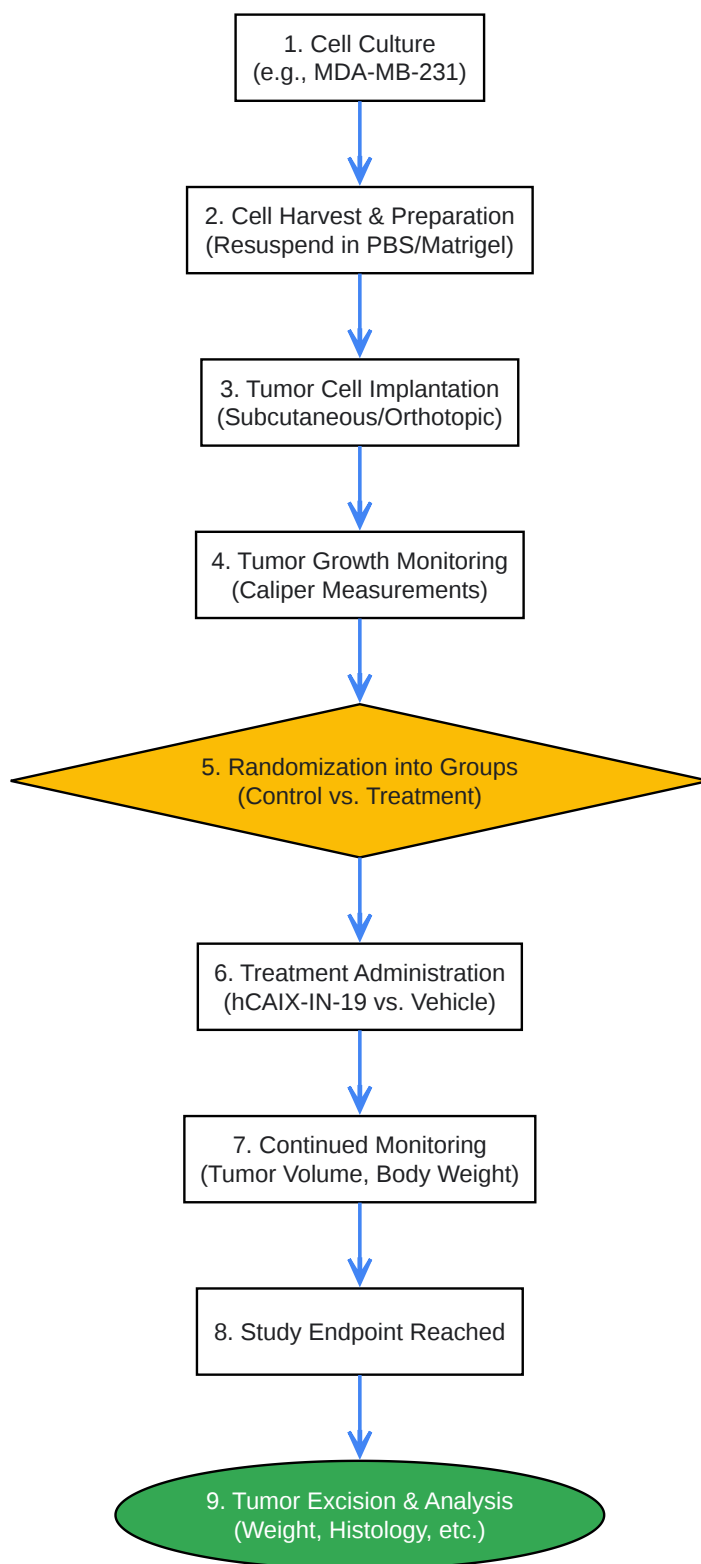 1. Cell Culture
(e.g., MDA-MB-231)
2. Cell Harvest & Preparation
(Resuspend in PBS/Matrigel)
3. Tumor Cell Implantation
(Subcutaneous/Orthotopic)
4. Tumor Growth Monitoring
(Caliper Measurements)
5. Randomization into Groups
(Control vs. Treatment)
6. Treatment Administration
(hCAIX-IN-19 vs. Vehicle)
7. Continued Monitoring
(Tumor Volume, Body Weight)
8. Study Endpoint Reached
9. Tumor Excision & Analysis
(Weight, Histology, etc.)